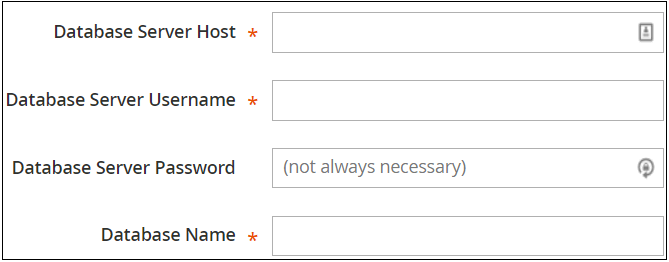 Database Server Host *
Database Server Username *
Database Server Password (not always necessary)
Database Name *